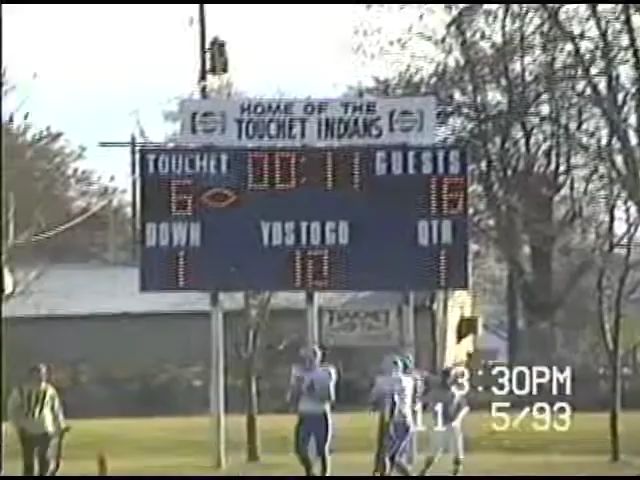 HOME OF THE
TOUCHET INDIANS
TOUCHET 00:11 GUESTS
6 16
DOWN YDS TO GO QTR
1 10 1
TOUCHET
3:30PM
11/ 5/93